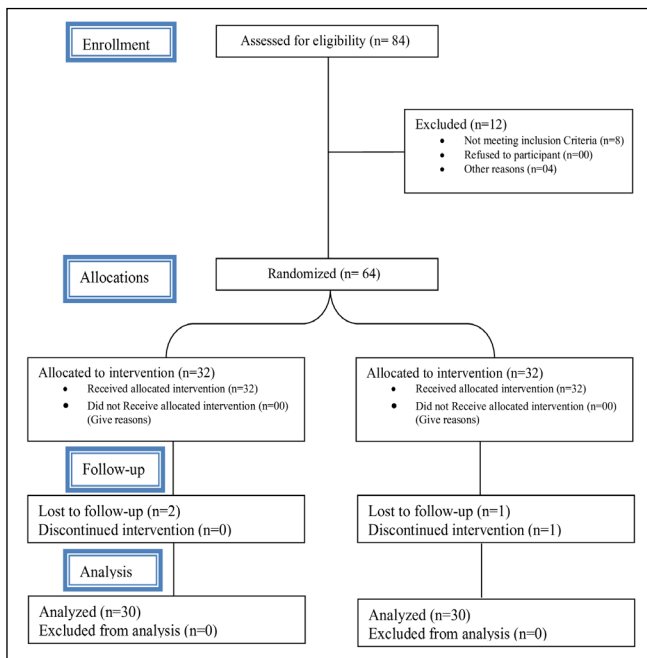 Enrollment
Assessed for eligibility (n= 84)
Excluded (n=12)
• Not meeting inclusion Criteria (n=8)
• Refused to participant (n=00)
• Other reasons (n=04)
Allocations
Randomized (n= 64)
Allocated to intervention (n=32)
• Received allocated intervention (n=32)
• Did not Receive allocated intervention (n=00)
(Give reasons)
Allocated to intervention (n=32)
• Received allocated intervention (n=32)
• Did not Receive allocated intervention (n=00)
(Give reasons)
Follow-up
Lost to follow-up (n=2)
Discontinued intervention (n=0)
Lost to follow-up (n=1)
Discontinued intervention (n=1)
Analysis
Analyzed (n=30)
Excluded from analysis (n=0)
Analyzed (n=30)
Excluded from analysis (n=0)